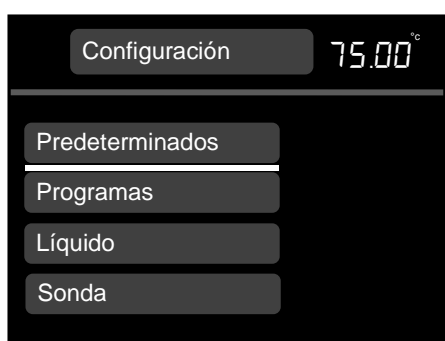 Configuración 75.00°c
Predeterminados
Programas
Líquido
Sonda